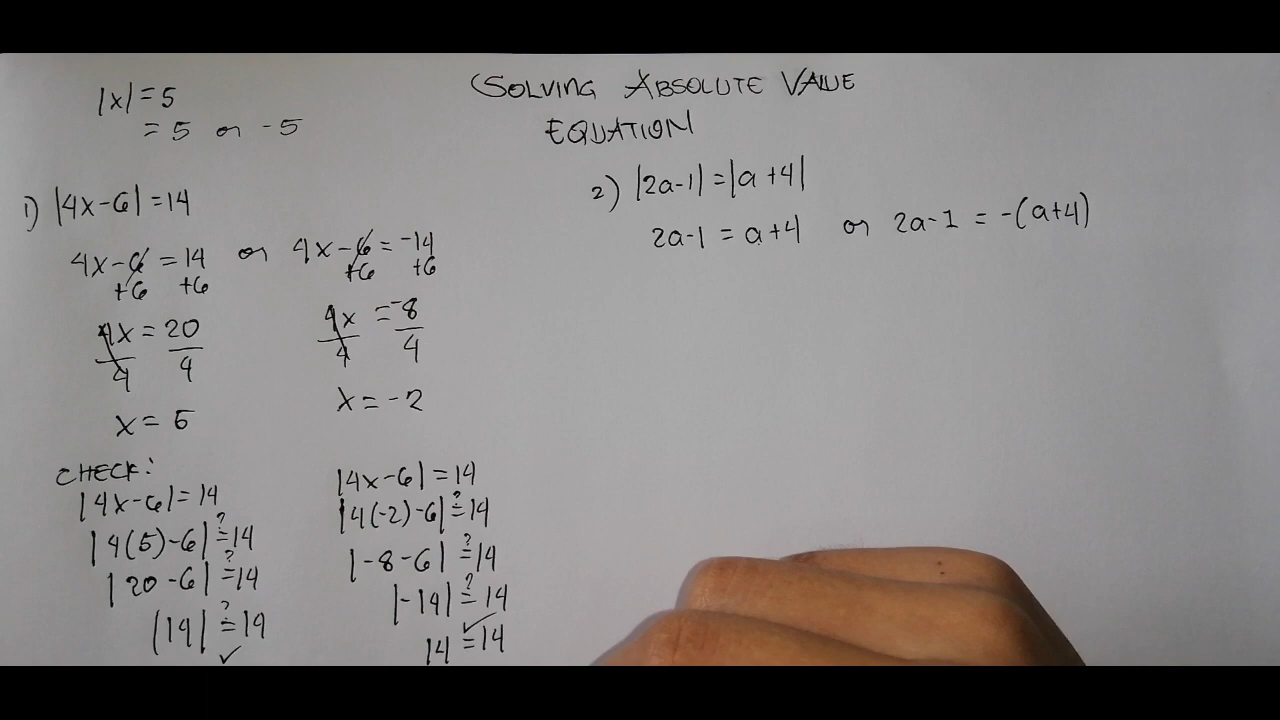 SOLVING ABSOLUTE VALUE
EQUATION
|x| = 5
= 5 or -5
1) |4x-6| = 14
4x-6 = 14 or 4x-6 = -14
+6 +6 +6 +6
4x = 20 4x = -8
4 4 4 4
x = 5 x = -2
CHECK:
|4x-6| = 14
|4(5)-6| ≟ 14
|20-6| ≟ 14
|14| ≟ 14
✓
|4x-6| = 14
|4(-2)-6| ≟ 14
|-8-6| ≟ 14
|-14| ≟ 14
✓
14 = 14
2) |2a-1| = |a+4|
2a-1 = a+4 or 2a-1 = -(a+4)